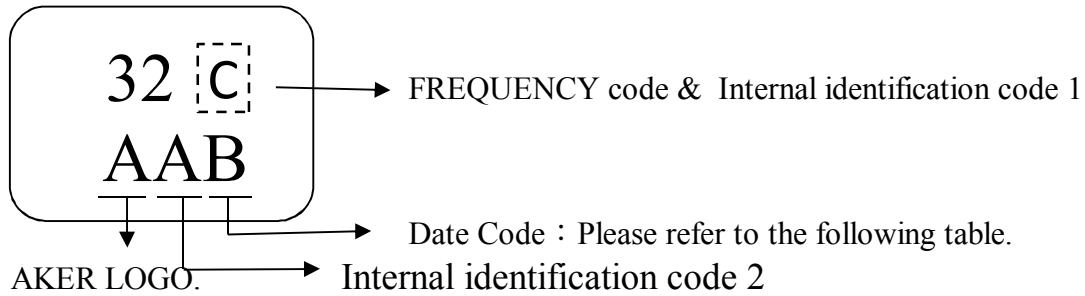 32 C
FREQUENCY code & Internal identification code 1
AAB
Date Code：Please refer to the following table.
AKER LOGO.
Internal identification code 2